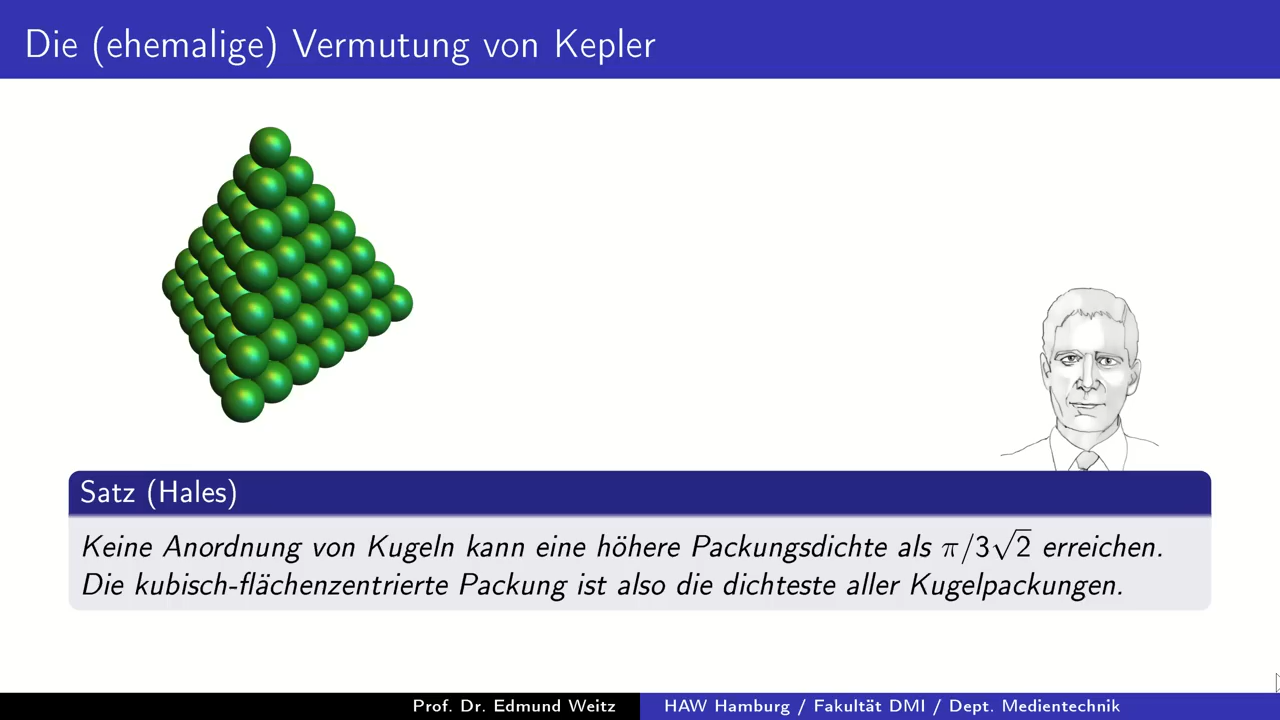 Die (ehemalige) Vermutung von Kepler
Satz (Hales)
Keine Anordnung von Kugeln kann eine höhere Packungsdichte als π/3√2 erreichen.
Die kubisch-flächenzentrierte Packung ist also die dichteste aller Kugelpackungen.
Prof. Dr. Edmund Weitz
HAW Hamburg / Fakultät DMI / Dept. Medientechnik